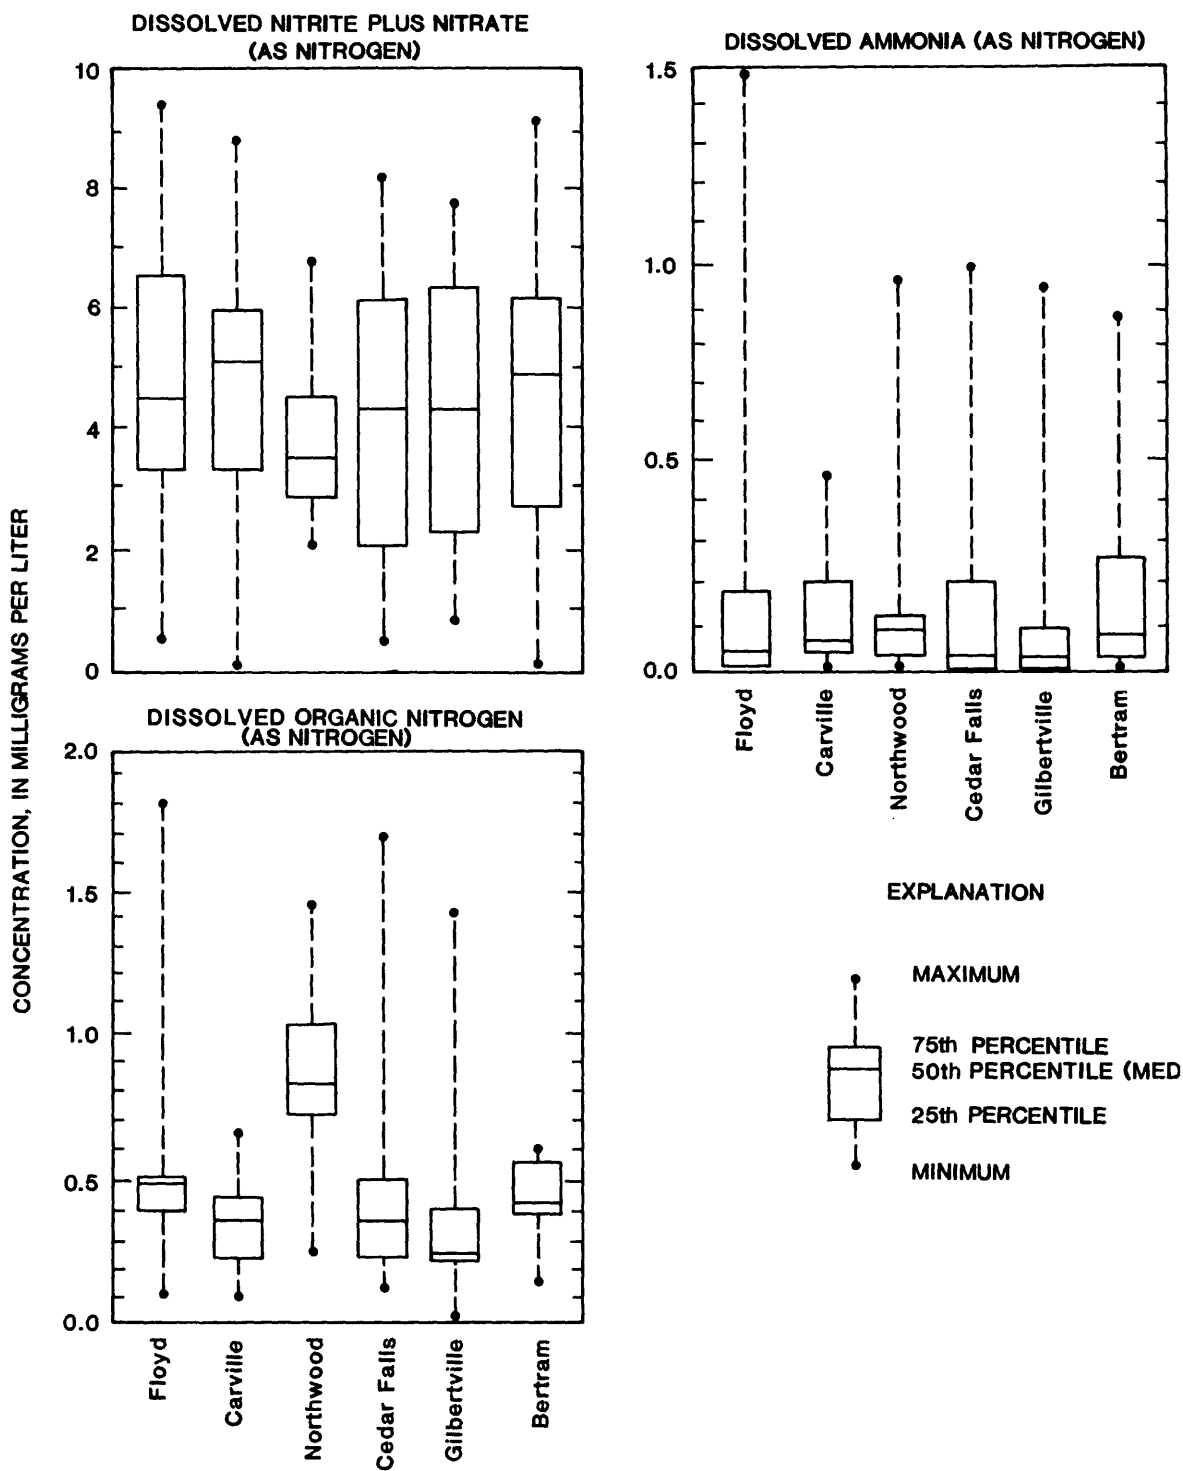 DISSOLVED NITRITE PLUS NITRATE
(AS NITROGEN)
10
8
6
4
2
0
DISSOLVED AMMONIA (AS NITROGEN)
1.5
1.0
0.5
0.0
Floyd
Carville
Northwood
Cedar Falls
Gilbertville
Bertram
CONCENTRATION, IN MILLIGRAMS PER LITER
DISSOLVED ORGANIC NITROGEN
(AS NITROGEN)
2.0
1.5
1.0
0.5
0.0
Floyd
Carville
Northwood
Cedar Falls
Gilbertville
Bertram
EXPLANATION
MAXIMUM
75th PERCENTILE
50th PERCENTILE (MED
25th PERCENTILE
MINIMUM